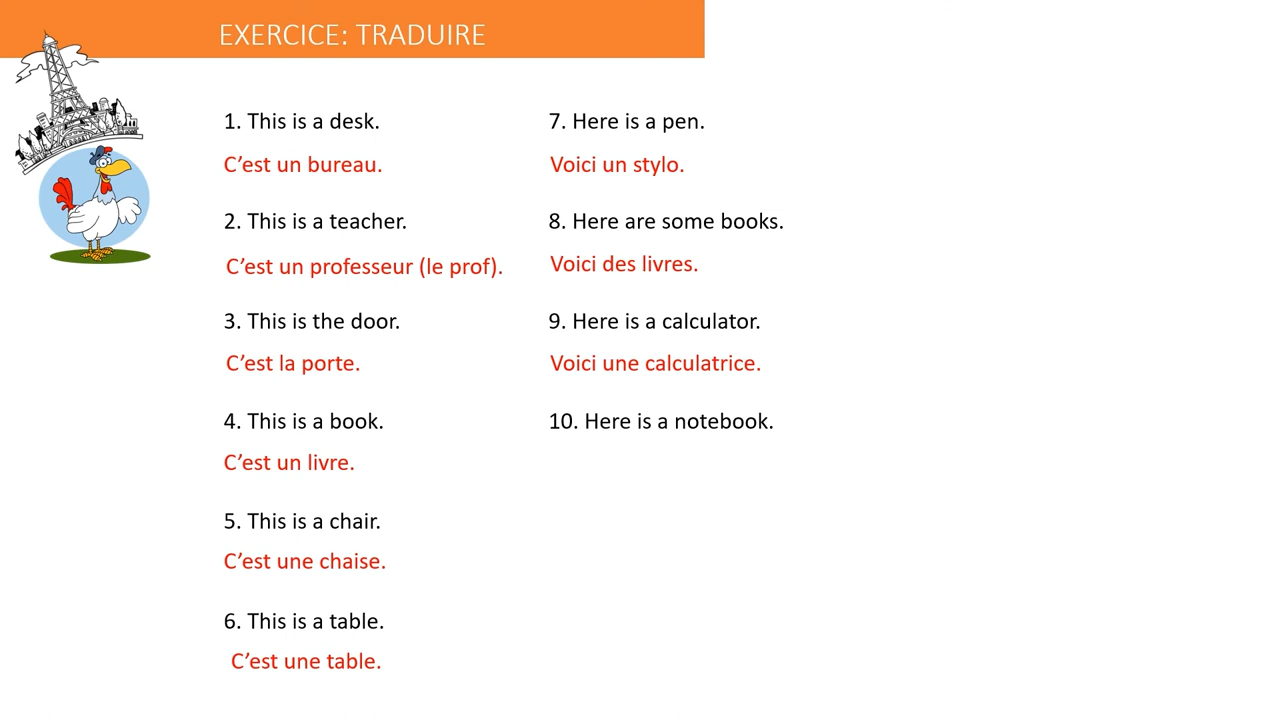 EXERCICE: TRADUIRE
1. This is a desk.
C’est un bureau.
2. This is a teacher.
C’est un professeur (le prof).
3. This is the door.
C’est la porte.
4. This is a book.
C’est un livre.
5. This is a chair.
C’est une chaise.
6. This is a table.
C’est une table.
7. Here is a pen.
Voici un stylo.
8. Here are some books.
Voici des livres.
9. Here is a calculator.
Voici une calculatrice.
10. Here is a notebook.